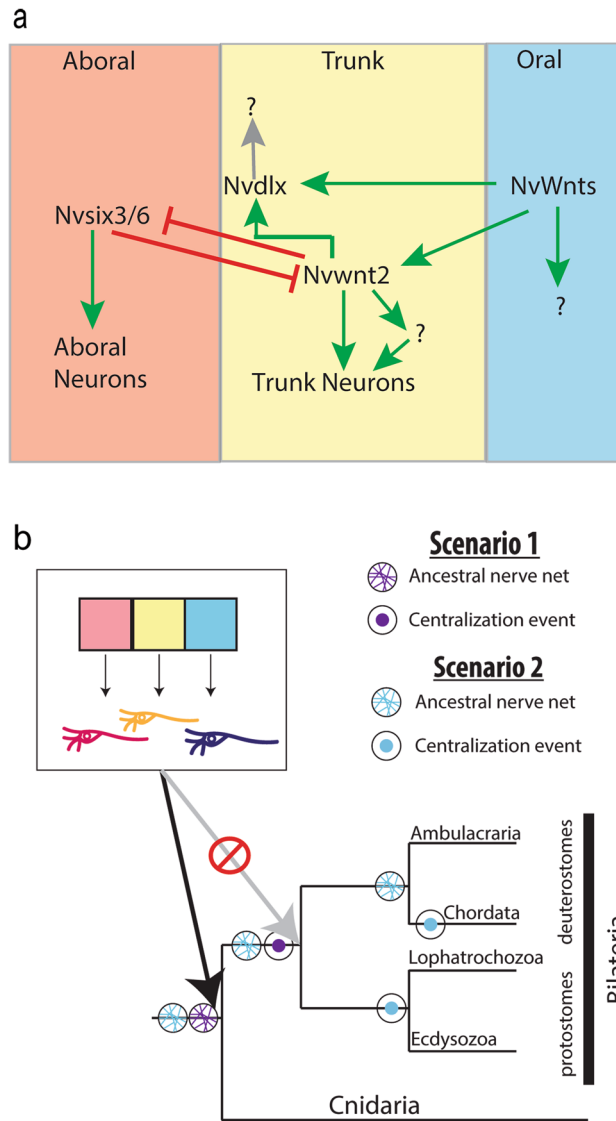 a
Aboral
Trunk
Oral
?
Nvdlx
NvWnts
Nvsix3/6
Nvwnt2
?
?
Aboral
Neurons
Trunk Neurons
b
Scenario 1
Ancestral nerve net
Centralization event
Scenario 2
Ancestral nerve net
Centralization event
Ambulacraria
Chordata
deuterostomes
Lophatrochozoa
Ecdysozoa
protostomes
Bilateria
Cnidaria